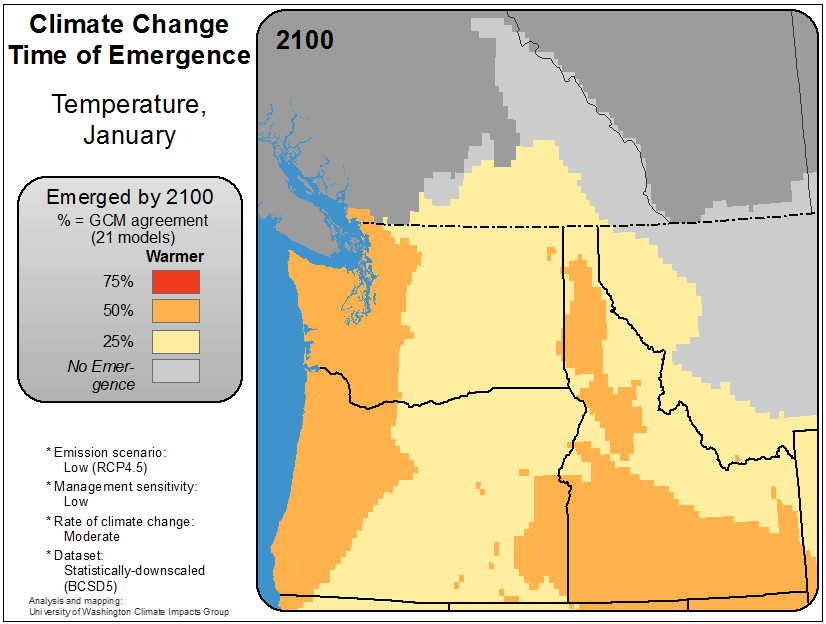 Climate Change
Time of Emergence
Temperature,
January
Emerged by 2100
% = GCM agreement
(21 models)
Warmer
75%
50%
25%
No Emer-
gence
* Emission scenario:
Low (RCP4.5)
* Management sensitivity:
Low
* Rate of climate change:
Moderate
* Dataset:
Statistically-downscaled
(BCSD5)
Analysis and mapping:
University of Washington Climate Impacts Group
2100